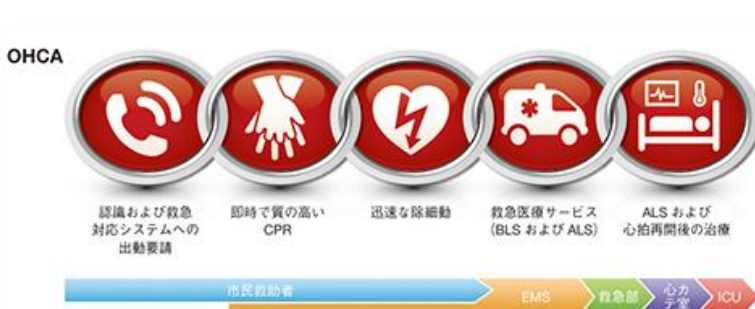 OHCA
認識および救急
対応システムへの
出動要請
即時で質の高い
CPR
迅速な除細動
救急医療サービス
(BLS および ALS)
ALS および
心拍再開後の治療
市民救助者
EMS
救急部
心カ
テ室
ICU